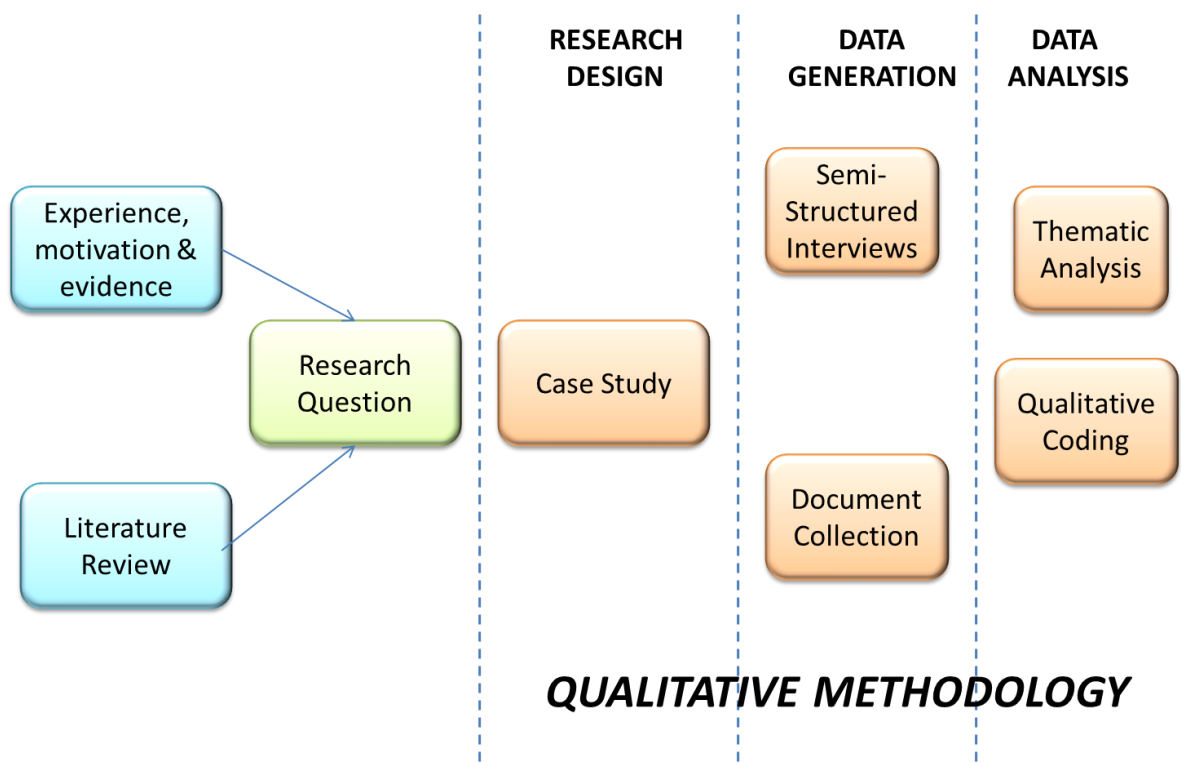 RESEARCH
DESIGN
DATA
GENERATION
DATA
ANALYSIS
Experience,
motivation &
evidence
Literature
Review
Research
Question
Case Study
Semi-
Structured
Interviews
Document
Collection
Thematic
Analysis
Qualitative
Coding
QUALITATIVE METHODOLOGY